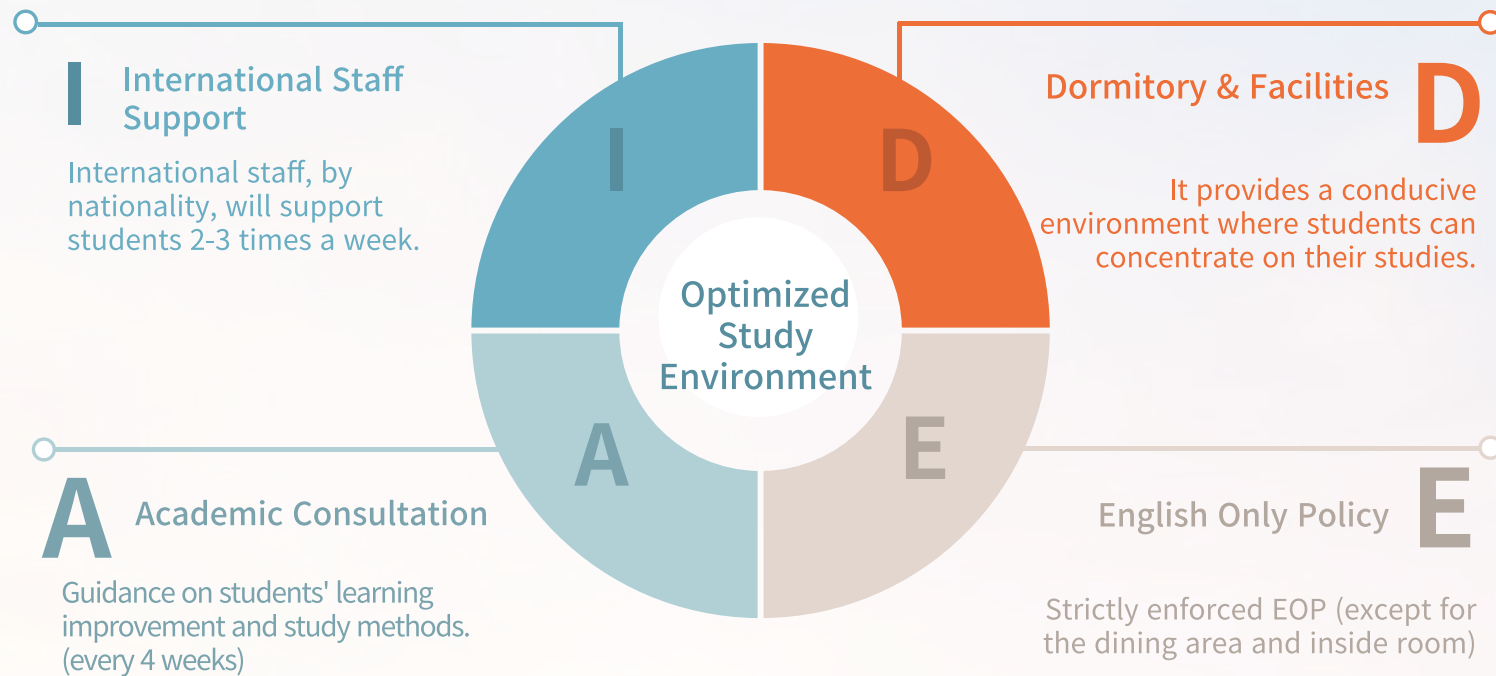 I
International Staff
Support
International staff, by
nationality, will support
students 2-3 times a week.
Dormitory & Facilities
D
It provides a conducive
environment where students can
concentrate on their studies.
I
D
Optimized
Study
Environment
A
E
A
Academic Consultation
Guidance on students' learning
improvement and study methods.
(every 4 weeks)
English Only Policy
E
Strictly enforced EOP (except for
the dining area and inside room)